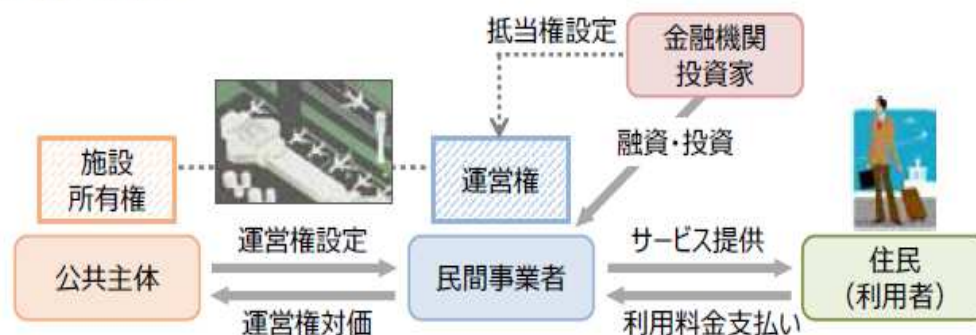 抵当権設定
金融機関
投資家
施設
所有権
運営権
融資・投資
運営権設定
サービス提供
公共主体
民間事業者
住民
（利用者）
運営権対価
利用料金支払い